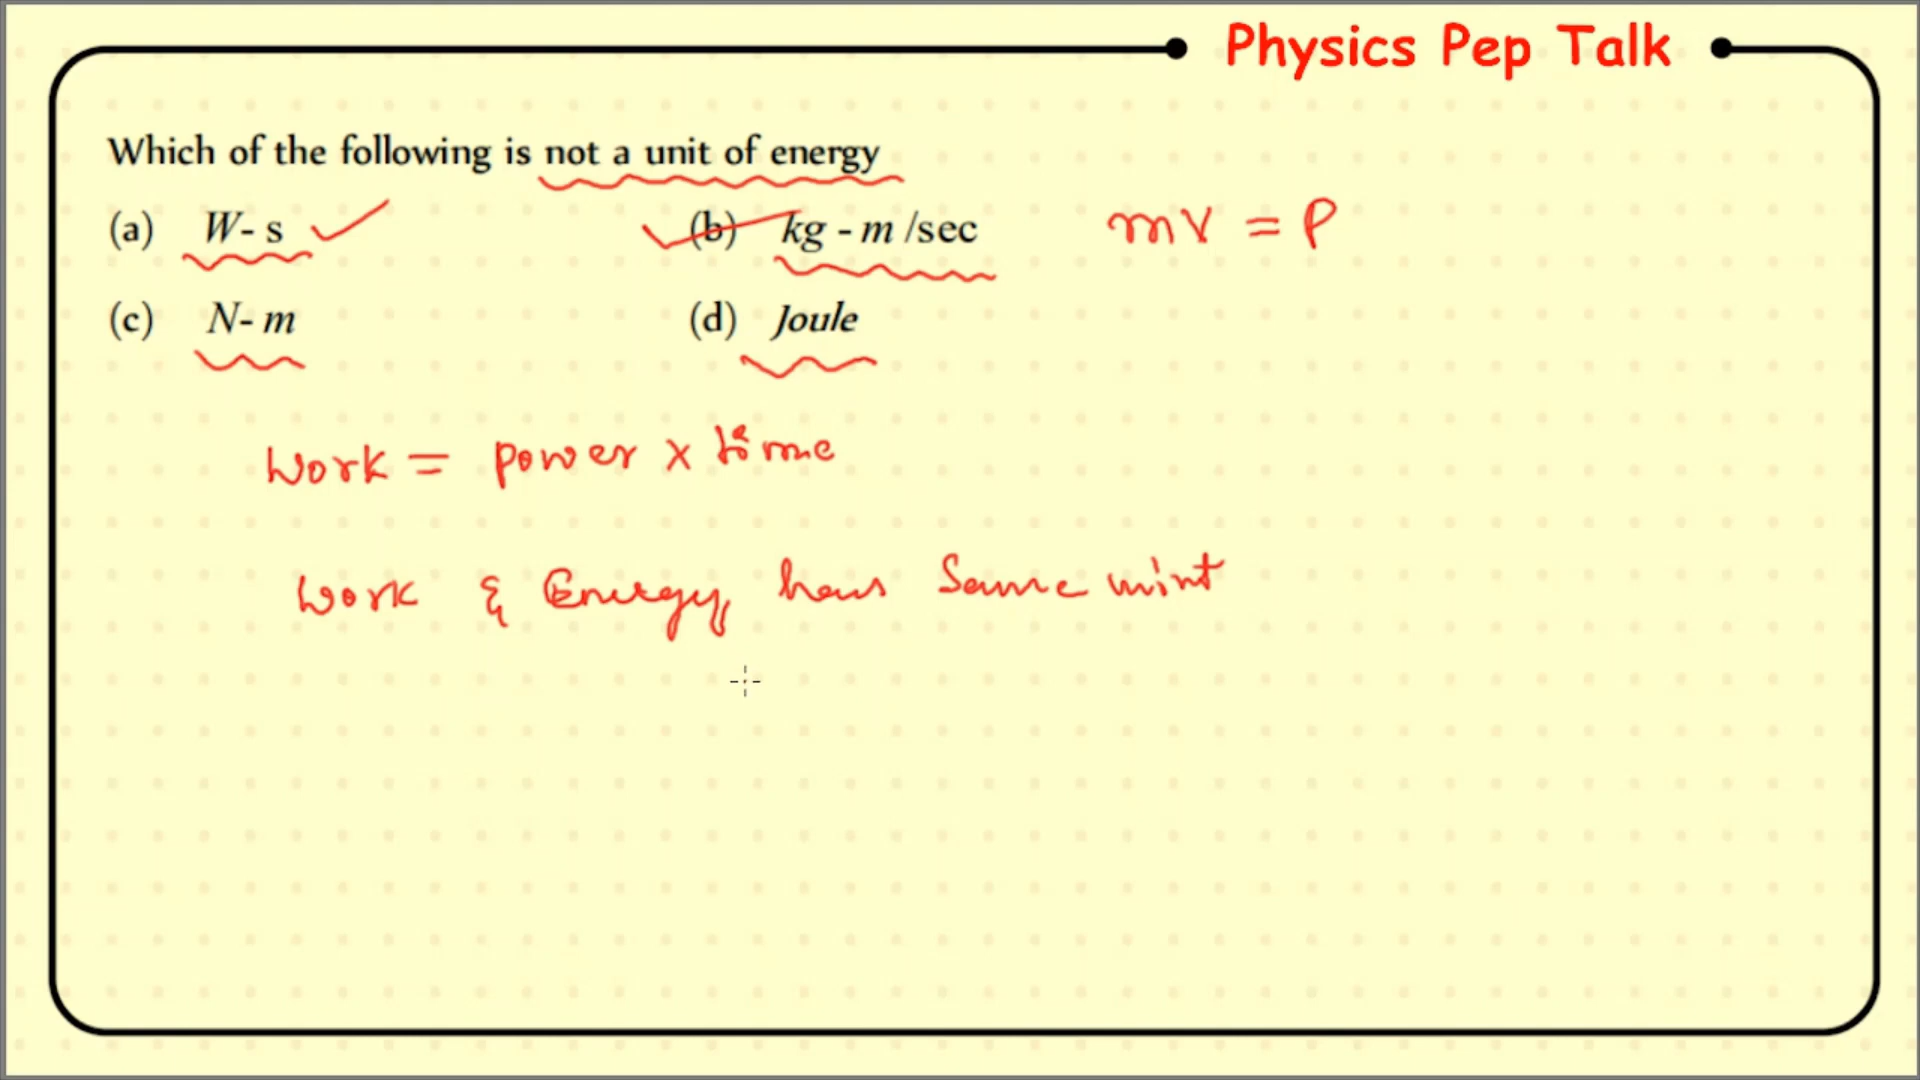 Physics Pep Talk
Which of the following is not a unit of energy
(a) W- s (b) kg - m /sec mv = P
(c) N- m (d) Joule
Work = power x time
Work & Energy has Same unit